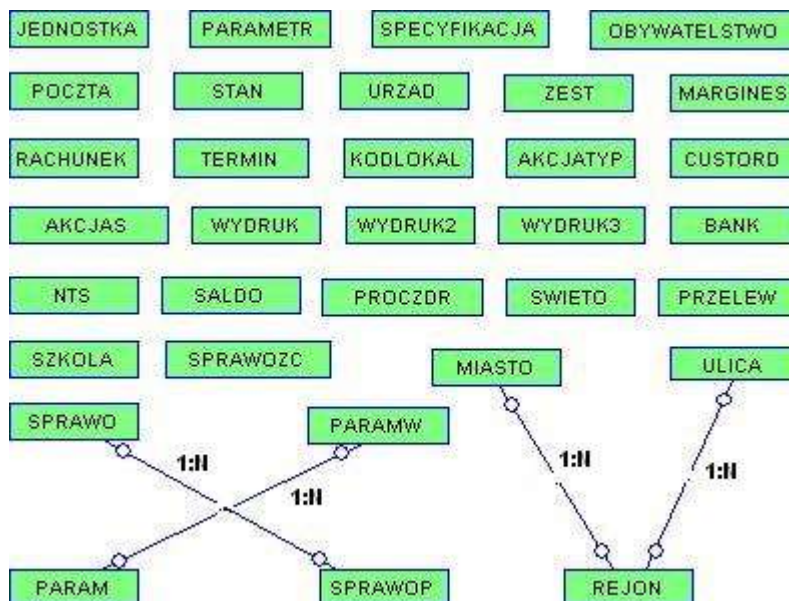 JEDNOSTKA PARAMETR SPECYFIKACJA OBYWATELSTWO
POCZTA STAN URZAD ZEST MARGINES
RACHUNEK TERMIN KODLOKAL AKCJATYP CUSTORD
AKCJAS WYDRUK WYDRUK2 WYDRUK3 BANK
NTS SALDO PROCZDR SWIETO PRZELEW
SZKOLA SPRAWOZC MIASTO ULICA
SPRAWO PARAMW
1:N 1:N 1:N
1:N
PARAM SPRAWOP REJON